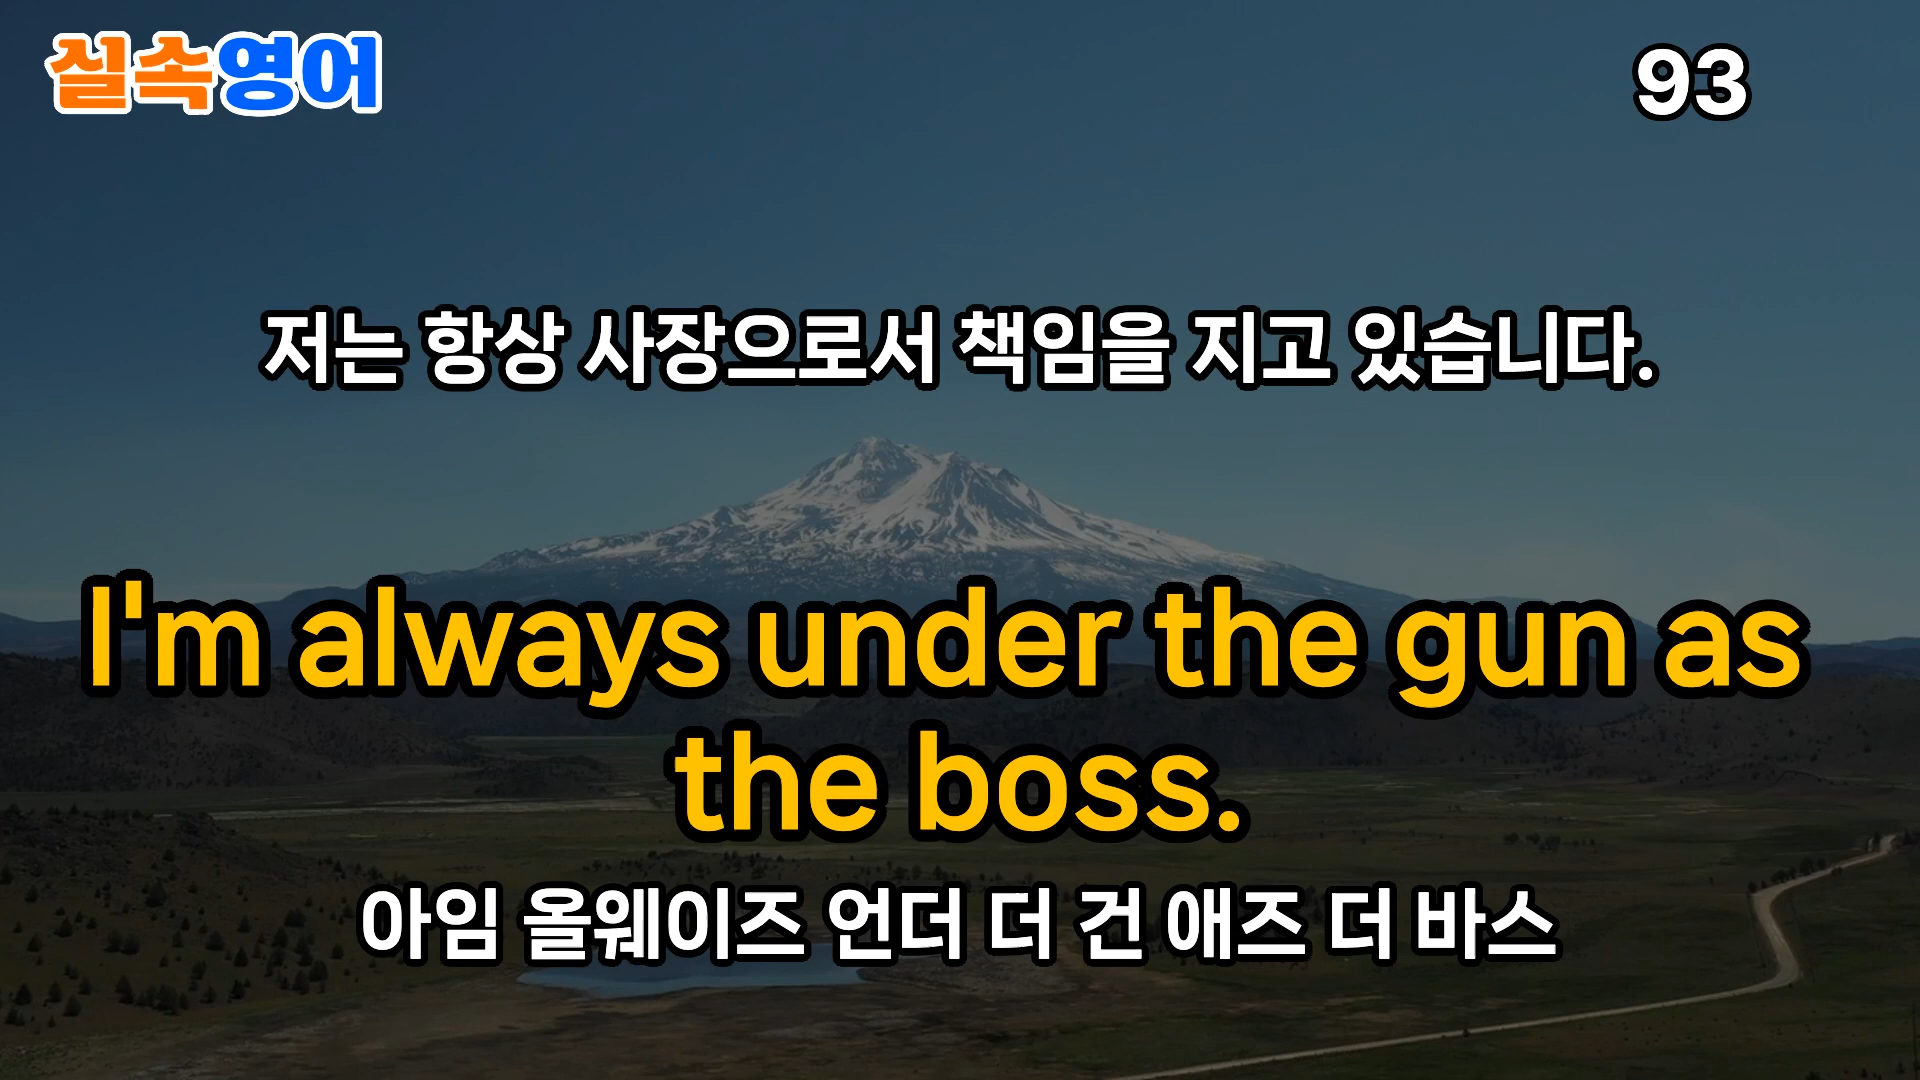 실속영어
93
저는 항상 사장으로서 책임을 지고 있습니다.
I'm always under the gun as
the boss.
아임 올웨이즈 언더 더 건 애즈 더 바스